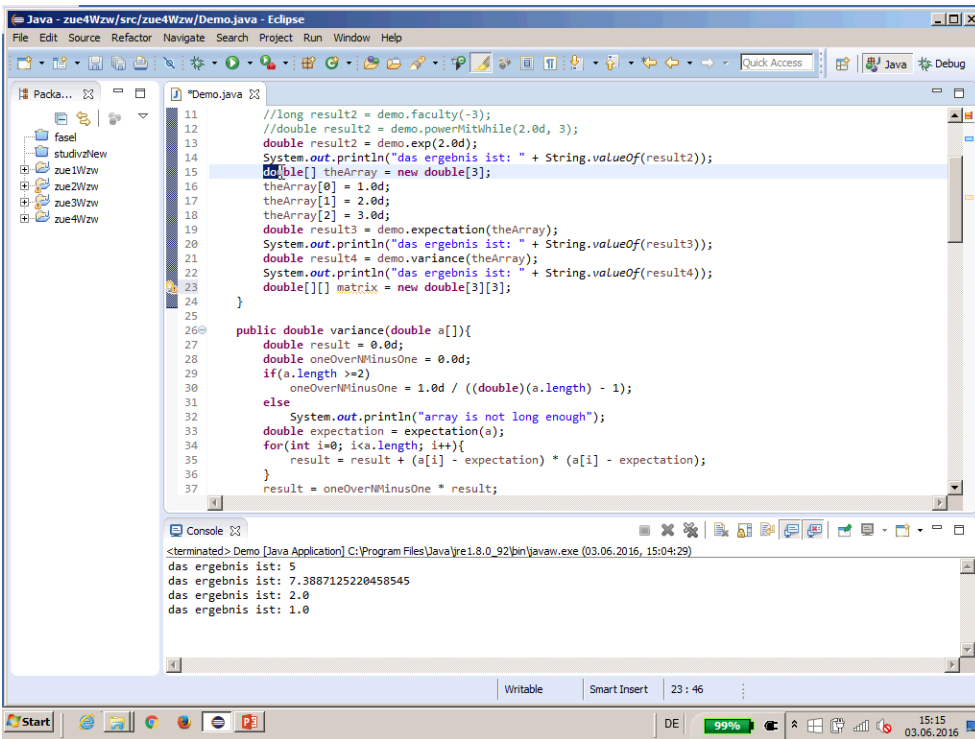 Java - zue4Wzw/src/zue4Wzw/Demo.java - Eclipse
File Edit Source Refactor Navigate Search Project Run Window Help
Quick Access Java Debug
Packa...
fasel
studivzNew
zue1Wzw
zue2Wzw
zue3Wzw
zue4Wzw
*Demo.java
11 //long result2 = demo.faculty(-3);
12 //double result2 = demo.powerMitWhile(2.0d, 3);
13 double result2 = demo.exp(2.0d);
14 System.out.println("das ergebnis ist: " + String.valueOf(result2));
15 double[] theArray = new double[3];
16 theArray[0] = 1.0d;
17 theArray[1] = 2.0d;
18 theArray[2] = 3.0d;
19 double result3 = demo.expectation(theArray);
20 System.out.println("das ergebnis ist: " + String.valueOf(result3));
21 double result4 = demo.variance(theArray);
22 System.out.println("das ergebnis ist: " + String.valueOf(result4));
23 double[][] matrix = new double[3][3];
24 }
25
26 public double variance(double a[]){
27 double result = 0.0d;
28 double oneOverNMinusOne = 0.0d;
29 if(a.length >=2)
30 oneOverNMinusOne = 1.0d / ((double)(a.length) - 1);
31 else
32 System.out.println("array is not long enough");
33 double expectation = expectation(a);
34 for(int i=0; i<a.length; i++){
35 result = result + (a[i] - expectation) * (a[i] - expectation);
36 }
37 result = oneOverNMinusOne * result;
Console
<terminated> Demo [Java Application] C:\Program Files\Java\jre1.8.0_92\bin\javaw.exe (03.06.2016, 15:04:29)
das ergebnis ist: 5
das ergebnis ist: 7.3887125220458545
das ergebnis ist: 2.0
das ergebnis ist: 1.0
Writable Smart Insert 23 : 46
Start DE 99% 15:15
03.06.2016